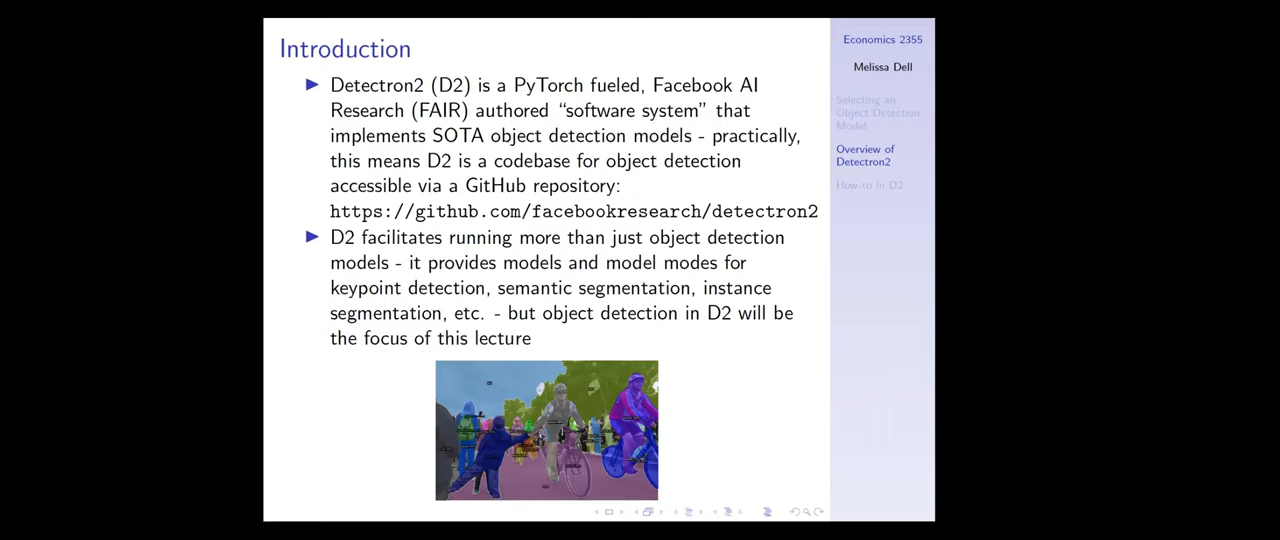 Introduction
Detectron2 (D2) is a PyTorch fueled, Facebook AI
Research (FAIR) authored “software system” that
implements SOTA object detection models - practically,
this means D2 is a codebase for object detection
accessible via a GitHub repository:
https://github.com/facebookresearch/detectron2
D2 facilitates running more than just object detection
models - it provides models and model modes for
keypoint detection, semantic segmentation, instance
segmentation, etc. - but object detection in D2 will be
the focus of this lecture
Economics 2355
Melissa Dell
Selecting an
Object Detection
Model
Overview of
Detectron2
How-to in D2